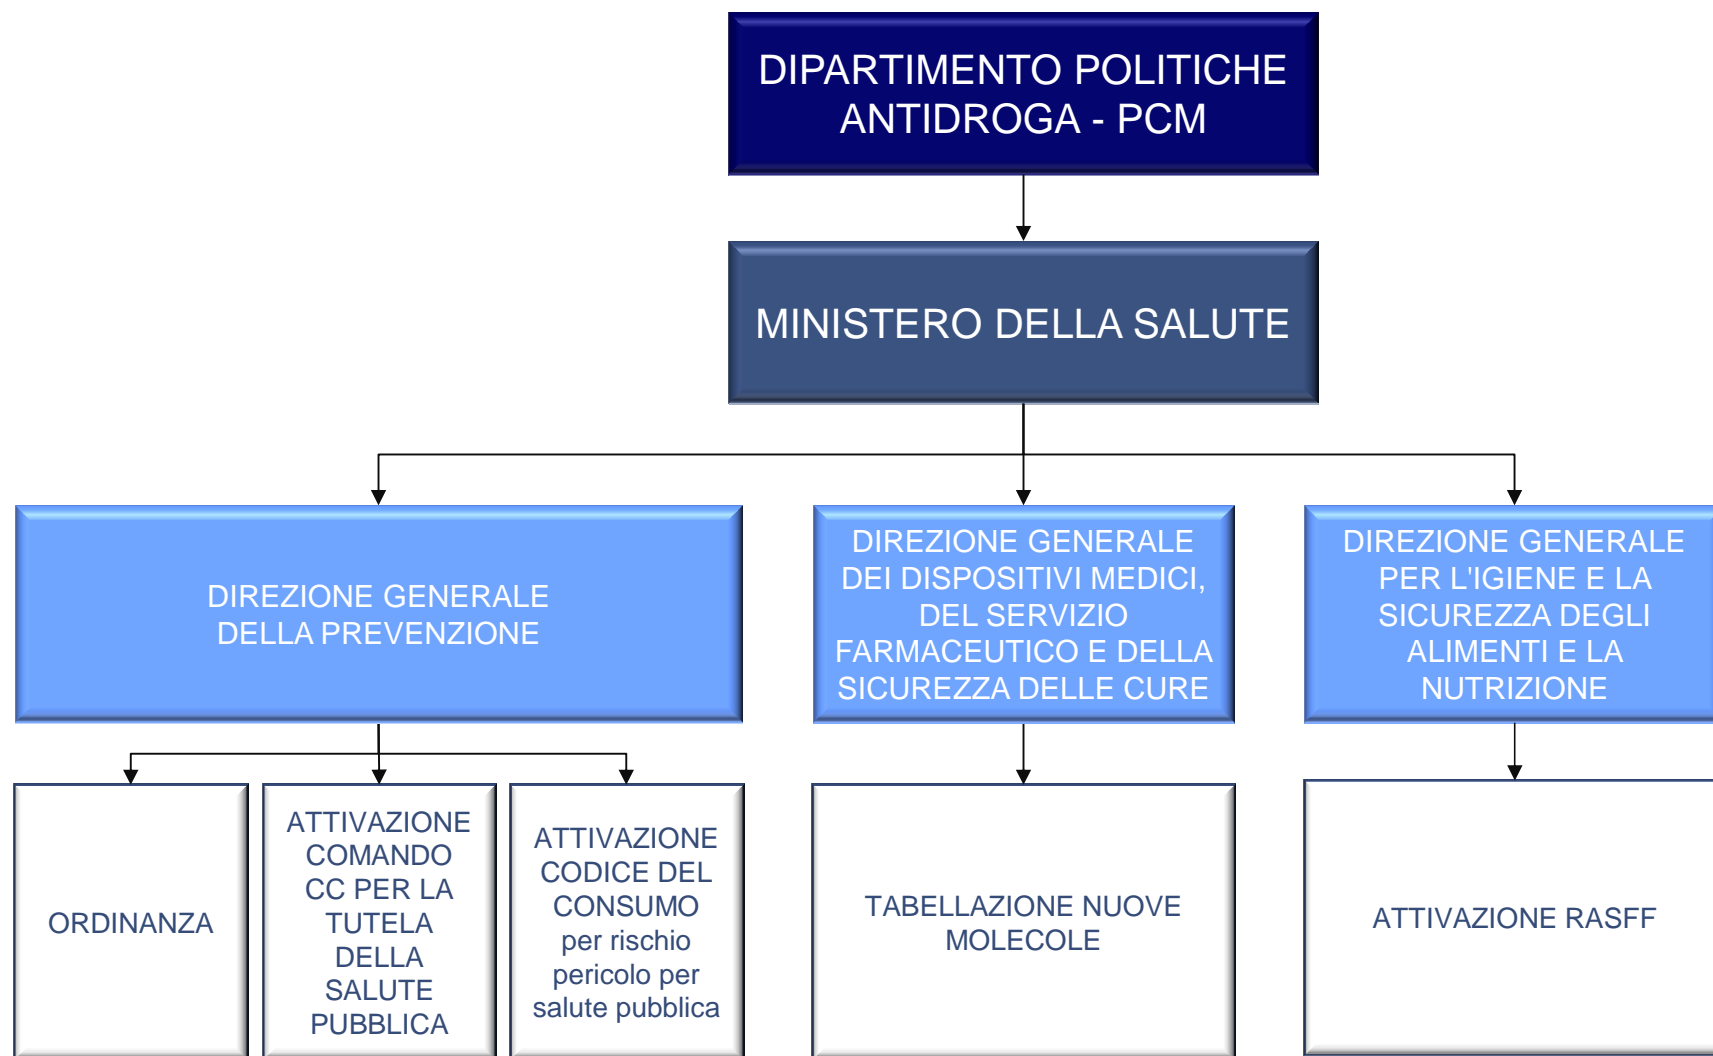 DIPARTIMENTO POLITICHE
ANTIDROGA - PCM
MINISTERO DELLA SALUTE
DIREZIONE GENERALE
DELLA PREVENZIONE
DIREZIONE GENERALE
DEI DISPOSITIVI MEDICI,
DEL SERVIZIO
FARMACEUTICO E DELLA
SICUREZZA DELLE CURE
DIREZIONE GENERALE
PER L'IGIENE E LA
SICUREZZA DEGLI
ALIMENTI E LA
NUTRIZIONE
ORDINANZA
ATTIVAZIONE
COMANDO
CC PER LA
TUTELA
DELLA
SALUTE
PUBBLICA
ATTIVAZIONE
CODICE DEL
CONSUMO
per rischio
pericolo per
salute pubblica
TABELLAZIONE NUOVE
MOLECOLE
ATTIVAZIONE RASFF